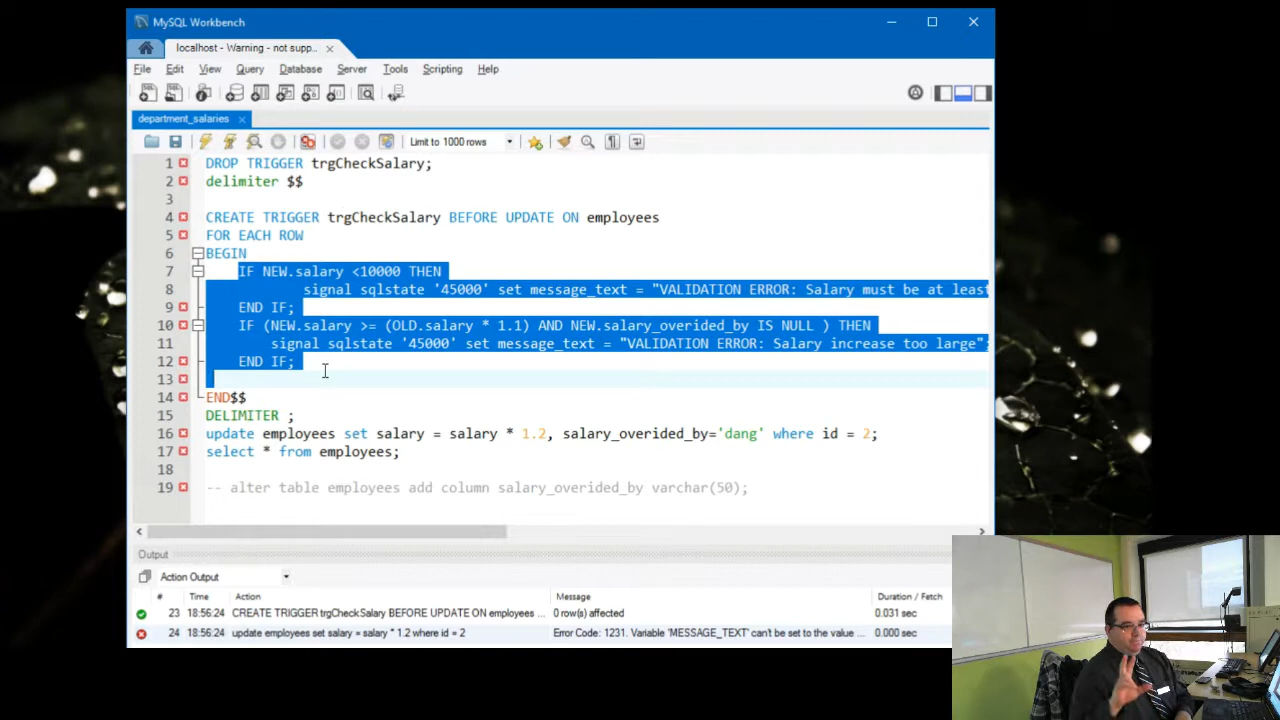 MySQL Workbench
localhost - Warning - not supp...
File Edit View Query Database Server Tools Scripting Help
department_salaries
Limit to 1000 rows
1 DROP TRIGGER trgCheckSalary;
2 delimiter $$
3
4 CREATE TRIGGER trgCheckSalary BEFORE UPDATE ON employees
5 FOR EACH ROW
6 BEGIN
7 IF NEW.salary <10000 THEN
8 signal sqlstate '45000' set message_text = "VALIDATION ERROR: Salary must be at least
9 END IF;
10 IF (NEW.salary >= (OLD.salary * 1.1) AND NEW.salary_overided_by IS NULL ) THEN
11 signal sqlstate '45000' set message_text = "VALIDATION ERROR: Salary increase too large";
12 END IF;
13
14 END$$
15 DELIMITER ;
16 update employees set salary = salary * 1.2, salary_overided_by='dang' where id = 2;
17 select * from employees;
18
19 -- alter table employees add column salary_overided_by varchar(50);
Output
Action Output
# Time Action Message Duration / Fetch
23 18:56:24 CREATE TRIGGER trgCheckSalary BEFORE UPDATE ON employees ... 0 row(s) affected 0.031 sec
24 18:56:24 update employees set salary = salary * 1.2 where id = 2 Error Code: 1231. Variable 'MESSAGE_TEXT' can't be set to the value ... 0.000 sec